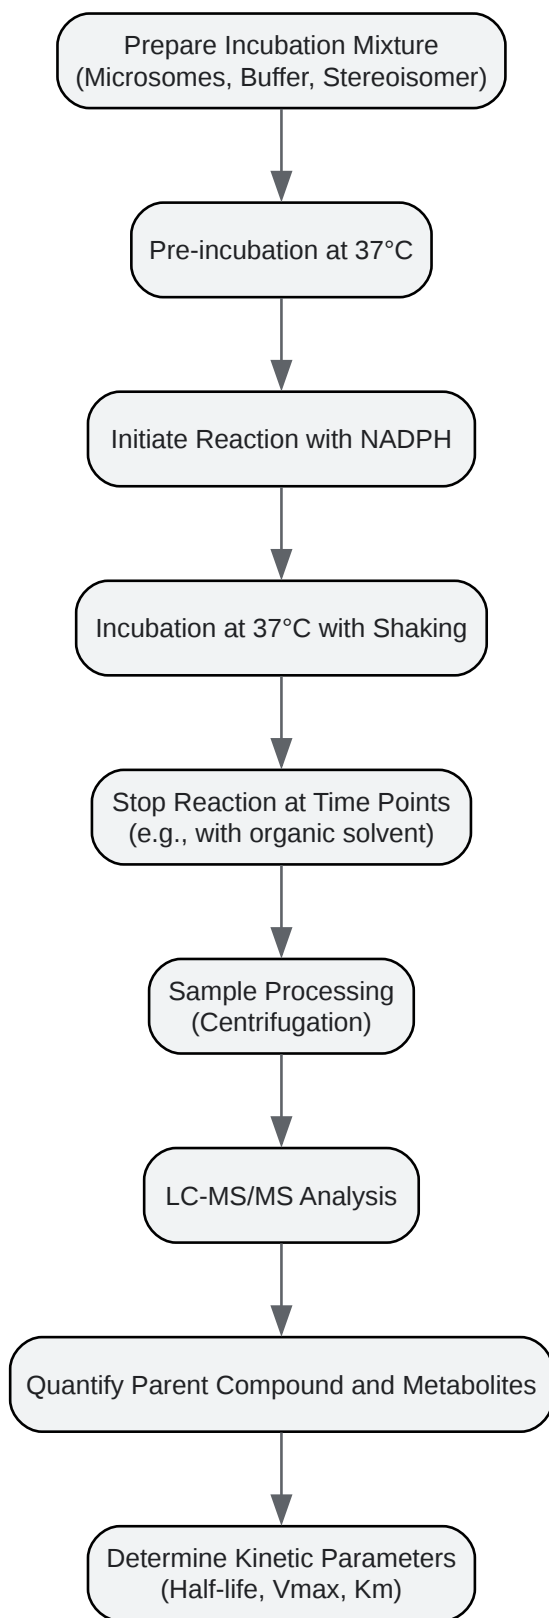 Prepare Incubation Mixture
(Microsomes, Buffer, Stereoisomer)
Pre-incubation at 37°C
Initiate Reaction with NADPH
Incubation at 37°C with Shaking
Stop Reaction at Time Points
(e.g., with organic solvent)
Sample Processing
(Centrifugation)
LC-MS/MS Analysis
Quantify Parent Compound and Metabolites
Determine Kinetic Parameters
(Half-life, Vmax, Km)